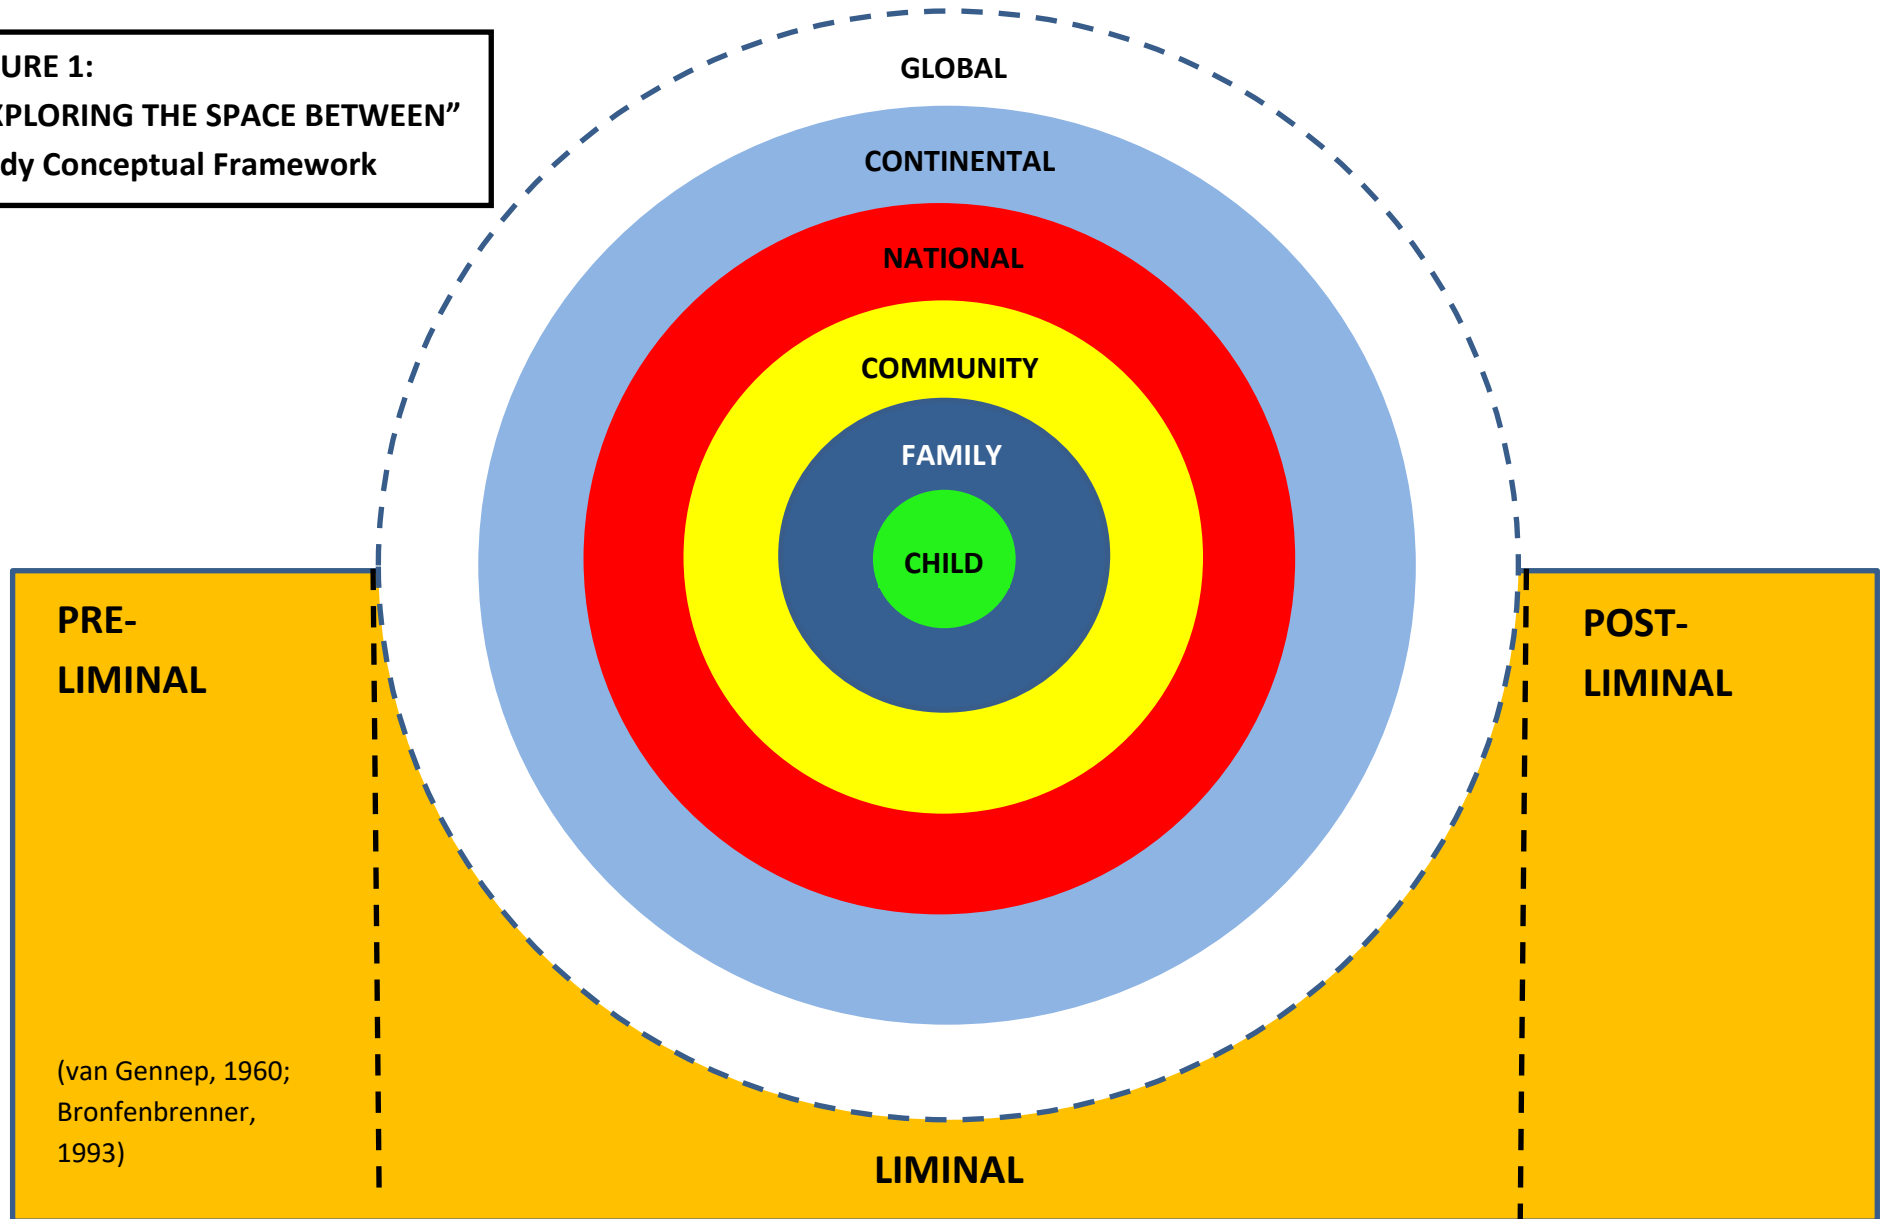 URE 1:
XPLORING THE SPACE BETWEEN”
dy Conceptual Framework
GLOBAL
CONTINENTAL
NATIONAL
COMMUNITY
FAMILY
CHILD
PRE-
LIMINAL
POST-
LIMINAL
(van Gennep, 1960;
Bronfenbrenner,
1993)
LIMINAL